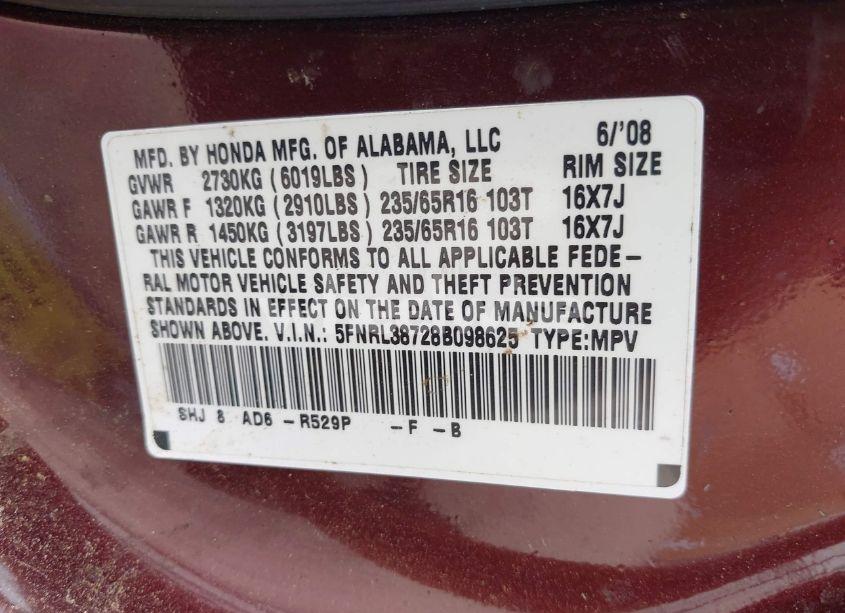 MFD. BY HONDA MFG. OF ALABAMA, LLC 6/'08
GVWR 2730KG (6019LBS) TIRE SIZE RIM SIZE
GAWR F 1320KG (2910LBS) 235/65R16 103T 16X7J
GAWR R 1450KG (3197LBS) 235/65R16 103T 16X7J
THIS VEHICLE CONFORMS TO ALL APPLICABLE FEDE-
RAL MOTOR VEHICLE SAFETY AND THEFT PREVENTION
STANDARDS IN EFFECT ON THE DATE OF MANUFACTURE
SHOWN ABOVE. V.I.N.: 5FNRL38728B098625 TYPE:MPV
SHJ 8 AD6 -R529P -F -B